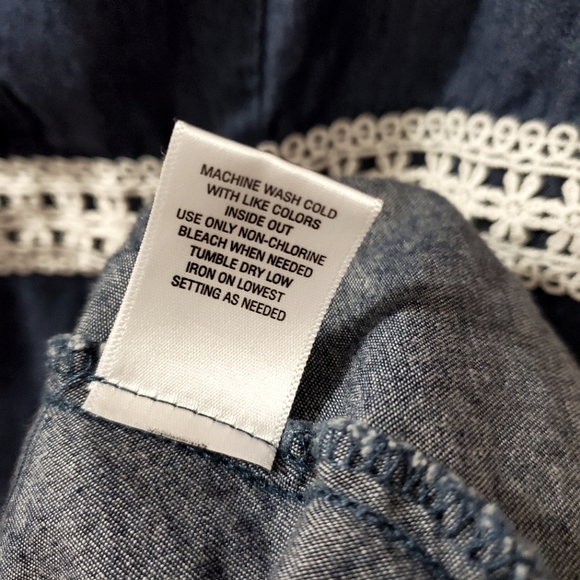 MACHINE WASH COLD
WITH LIKE COLORS
INSIDE OUT
USE ONLY NON-CHLORINE
BLEACH WHEN NEEDED
TUMBLE DRY LOW
IRON ON LOWEST
SETTING AS NEEDED